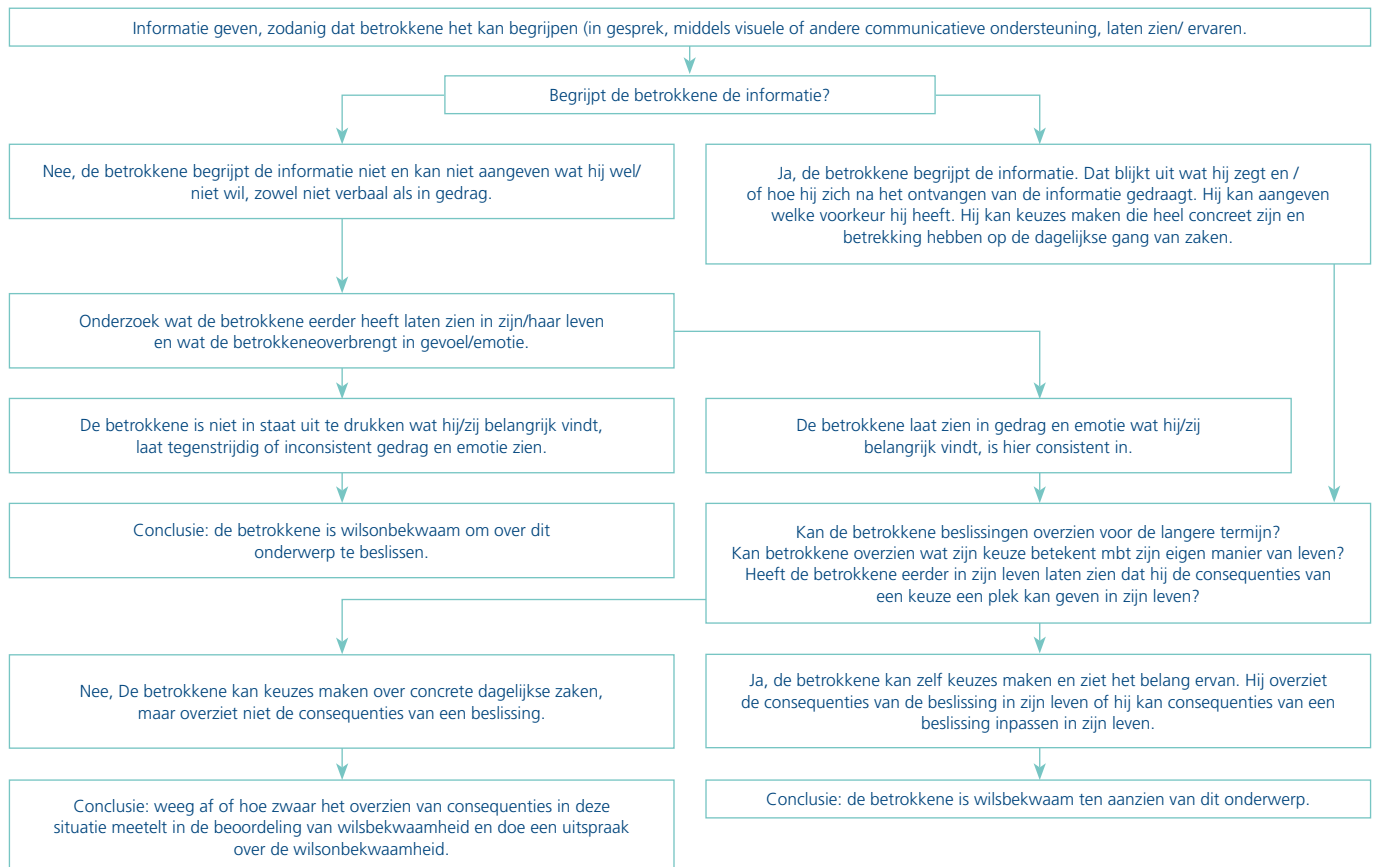 Informatie geven, zodanig dat betrokkene het kan begrijpen (in gesprek, middels visuele of andere communicatieve ondersteuning, laten zien/ ervaren.
Begrijpt de betrokkene de informatie?
Nee, de betrokkene begrijpt de informatie niet en kan niet aangeven wat hij wel/
niet wil, zowel niet verbaal als in gedrag.
Ja, de betrokkene begrijpt de informatie. Dat blijkt uit wat hij zegt en /
of hoe hij zich na het ontvangen van de informatie gedraagt. Hij kan aangeven
welke voorkeur hij heeft. Hij kan keuzes maken die heel concreet zijn en
betrekking hebben op de dagelijkse gang van zaken.
Onderzoek wat de betrokkene eerder heeft laten zien in zijn/haar leven
en wat de betrokkeneoverbrengt in gevoel/emotie.
De betrokkene is niet in staat uit te drukken wat hij/zij belangrijk vindt,
laat tegenstrijdig of inconsistent gedrag en emotie zien.
De betrokkene laat zien in gedrag en emotie wat hij/zij
belangrijk vindt, is hier consistent in.
Conclusie: de betrokkene is wilsonbekwaam om over dit
onderwerp te beslissen.
Kan de betrokkene beslissingen overzien voor de langere termijn?
Kan betrokkene overzien wat zijn keuze betekent mbt zijn eigen manier van leven?
Heeft de betrokkene eerder in zijn leven laten zien dat hij de consequenties van
een keuze een plek kan geven in zijn leven?
Nee, De betrokkene kan keuzes maken over concrete dagelijkse zaken,
maar overziet niet de consequenties van een beslissing.
Ja, de betrokkene kan zelf keuzes maken en ziet het belang ervan. Hij overziet
de consequenties van de beslissing in zijn leven of hij kan consequenties van een
beslissing inpassen in zijn leven.
Conclusie: weeg af of hoe zwaar het overzien van consequenties in deze
situatie meetelt in de beoordeling van wilsbekwaamheid en doe een uitspraak
over de wilsonbekwaamheid.
Conclusie: de betrokkene is wilsbekwaam ten aanzien van dit onderwerp.